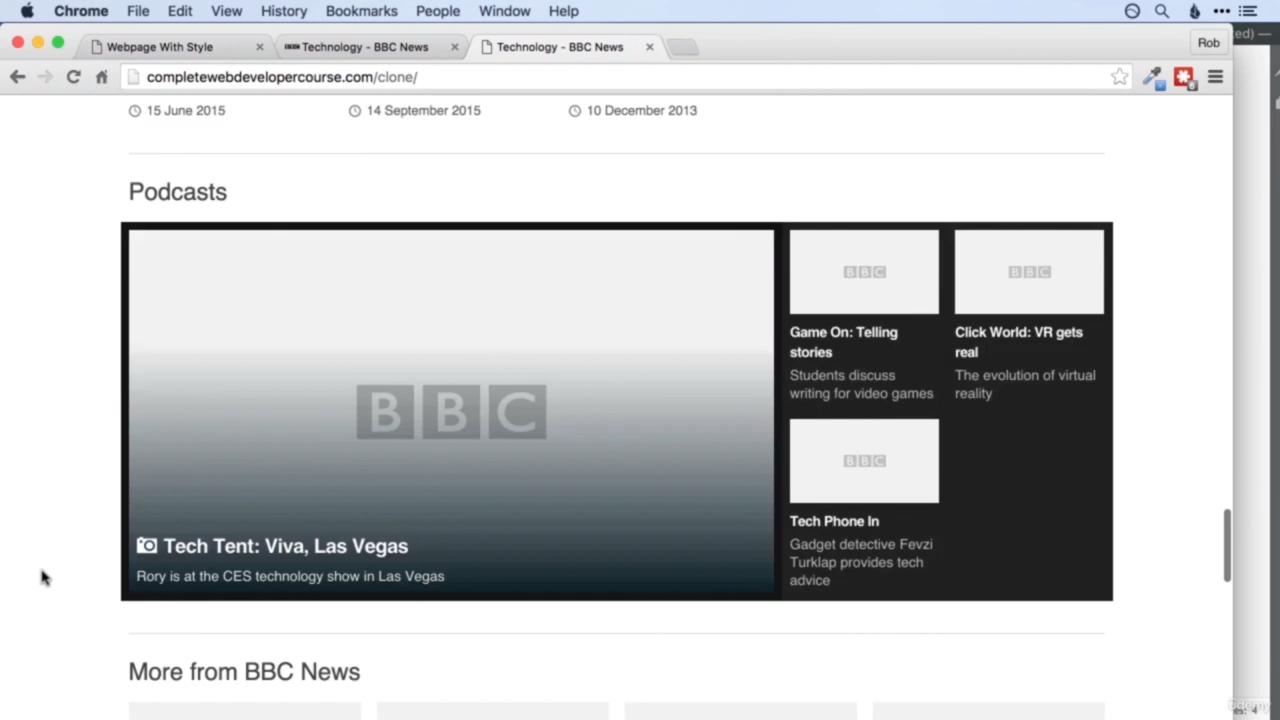 Chrome File Edit View History Bookmarks People Window Help
ed) —
Webpage With Style
Technology - BBC News
Technology - BBC News
Rob
completewebdevelopercourse.com/clone/
15 June 2015
14 September 2015
10 December 2013
Podcasts
BBC
BBC
BBC
Game On: Telling
stories
Students discuss
writing for video games
Click World: VR gets
real
The evolution of virtual
reality
BBC
Tech Phone In
Gadget detective Fevzi
Turklap provides tech
advice
Tech Tent: Viva, Las Vegas
Rory is at the CES technology show in Las Vegas
More from BBC News
Udemy